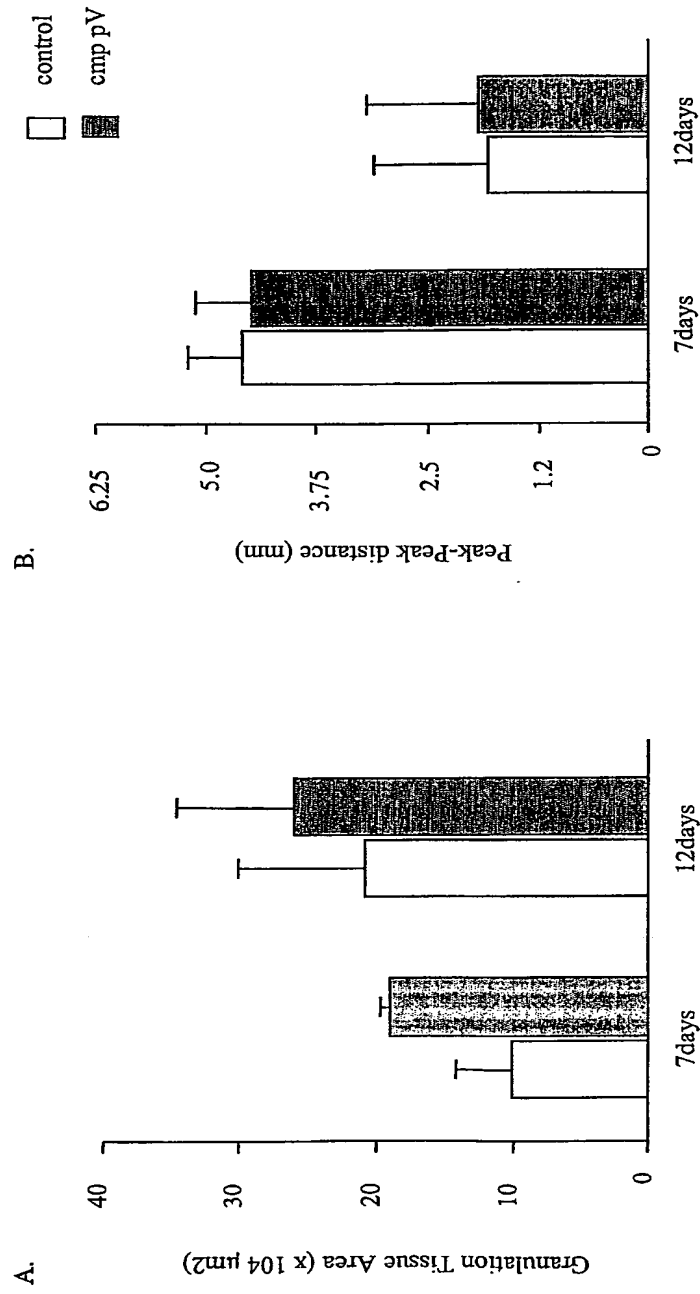 A.
Granulation Tissue Area (x 104 µm2)
40
30
20
10
0
7days
12days
B.
Peak-Peak distance (mm)
6.25
5.0
3.75
2.5
1.2
0
7days
12days
control
cmp pV